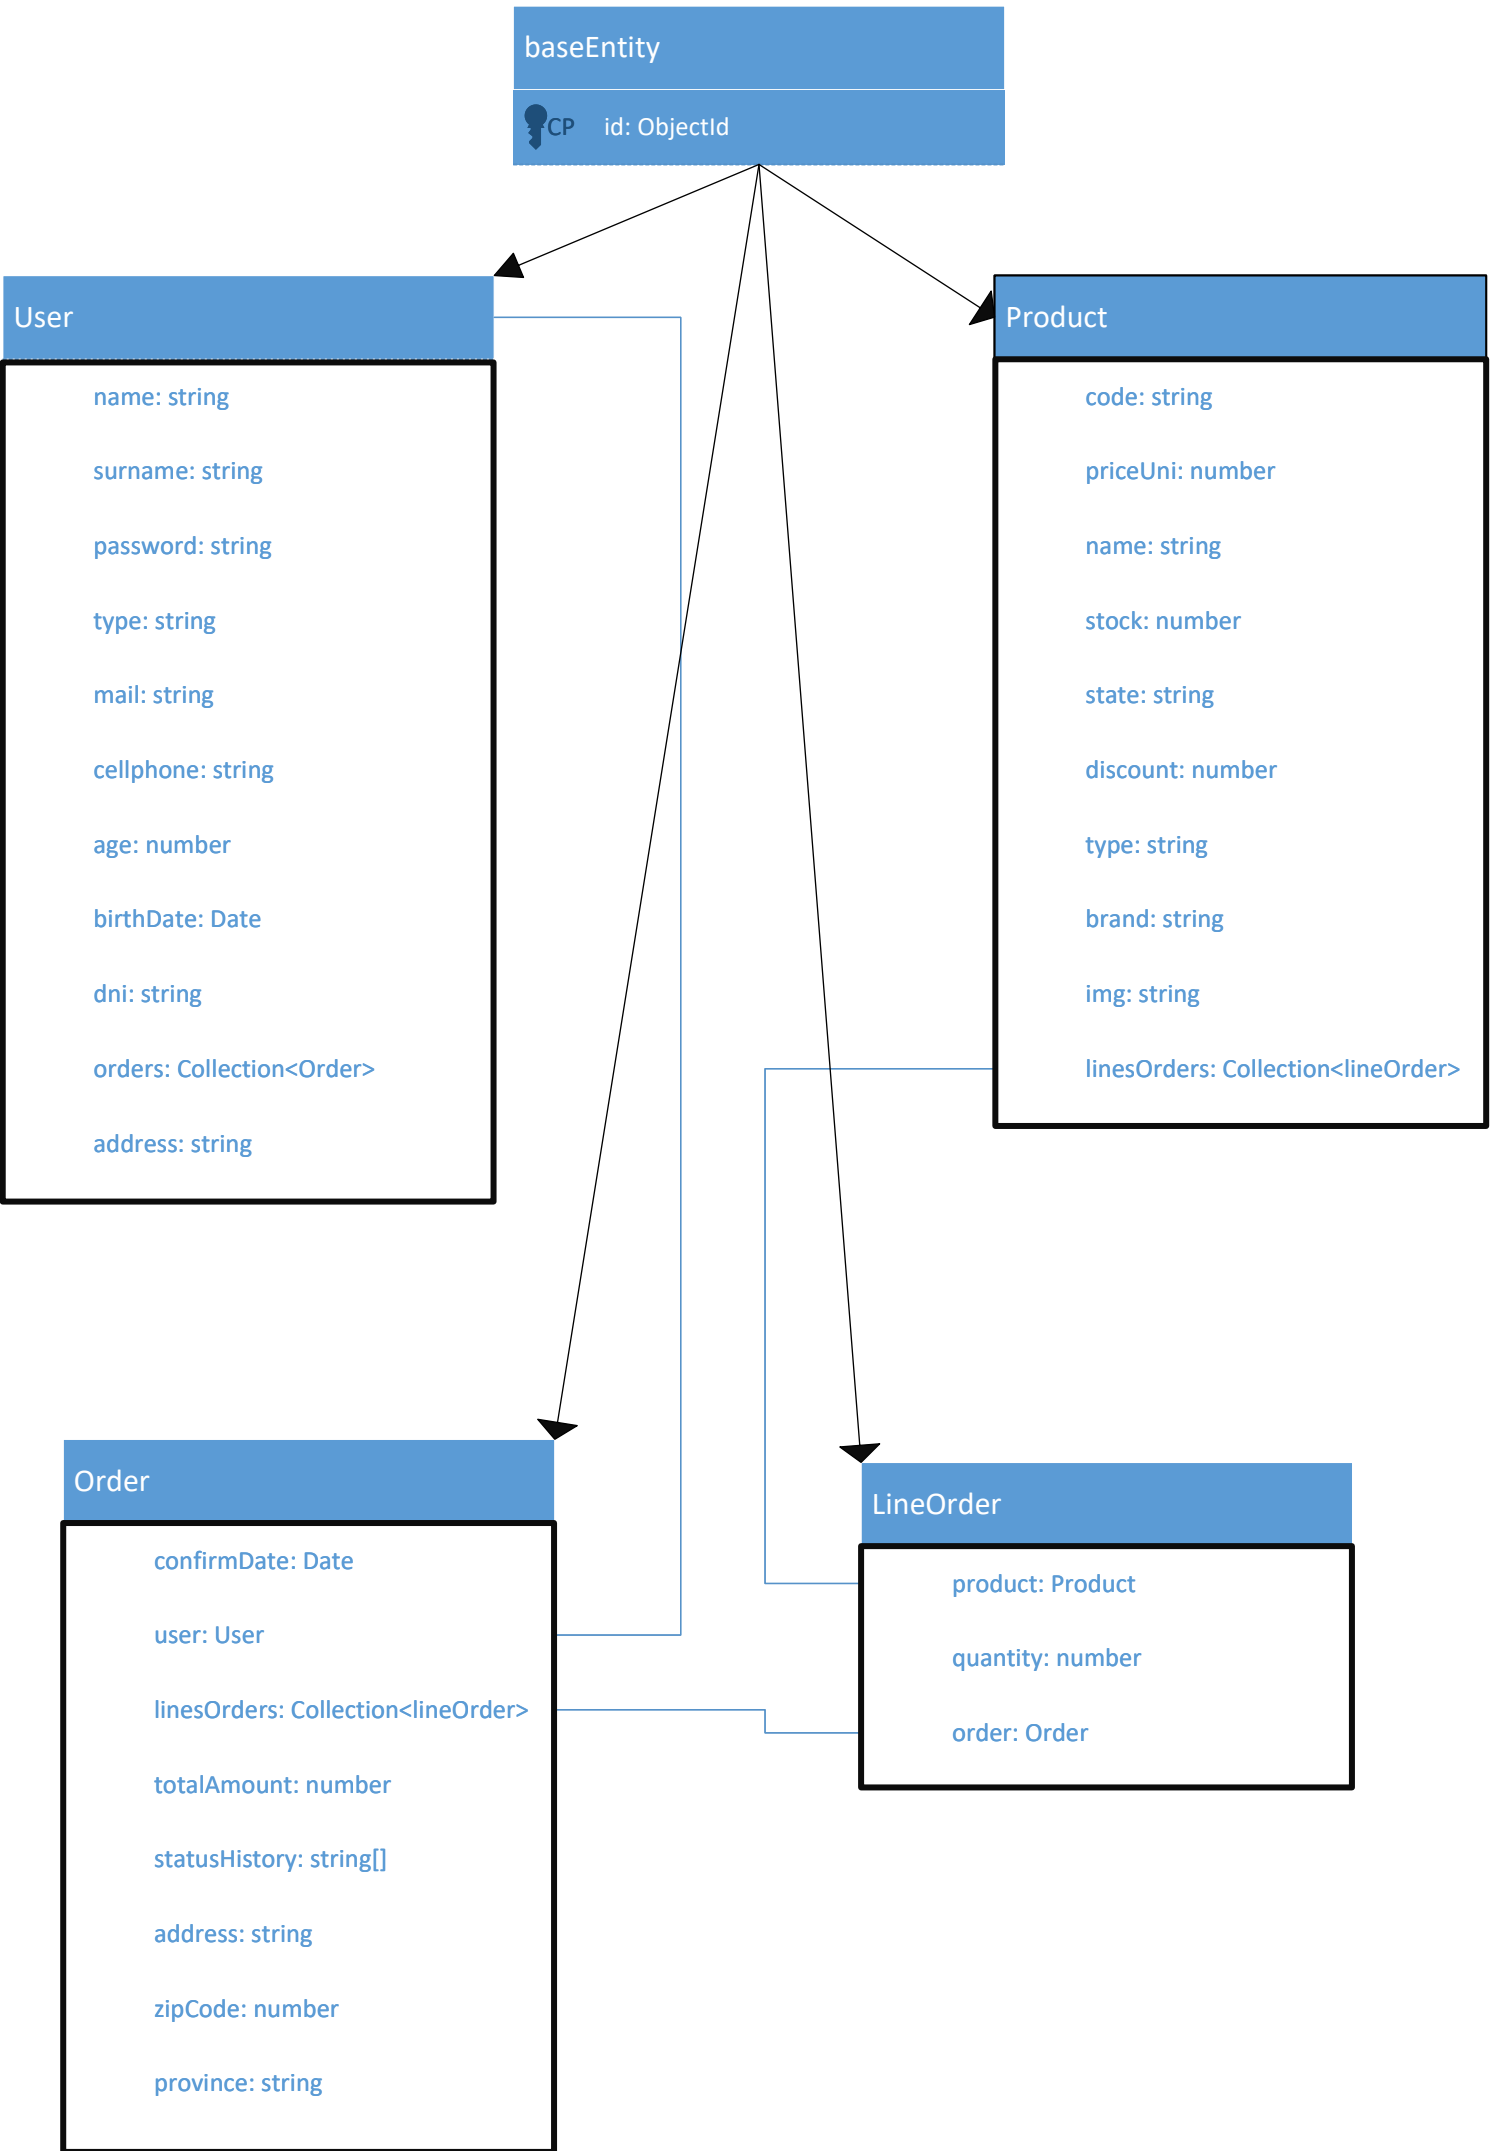 baseEntity
CP id: ObjectId
User
name: string
surname: string
password: string
type: string
mail: string
cellphone: string
age: number
birthDate: Date
dni: string
orders: Collection<Order>
address: string
Product
code: string
priceUni: number
name: string
stock: number
state: string
discount: number
type: string
brand: string
img: string
linesOrders: Collection<lineOrder>
Order
confirmDate: Date
user: User
linesOrders: Collection<lineOrder>
totalAmount: number
statusHistory: string[]
address: string
zipCode: number
province: string
LineOrder
product: Product
quantity: number
order: Order